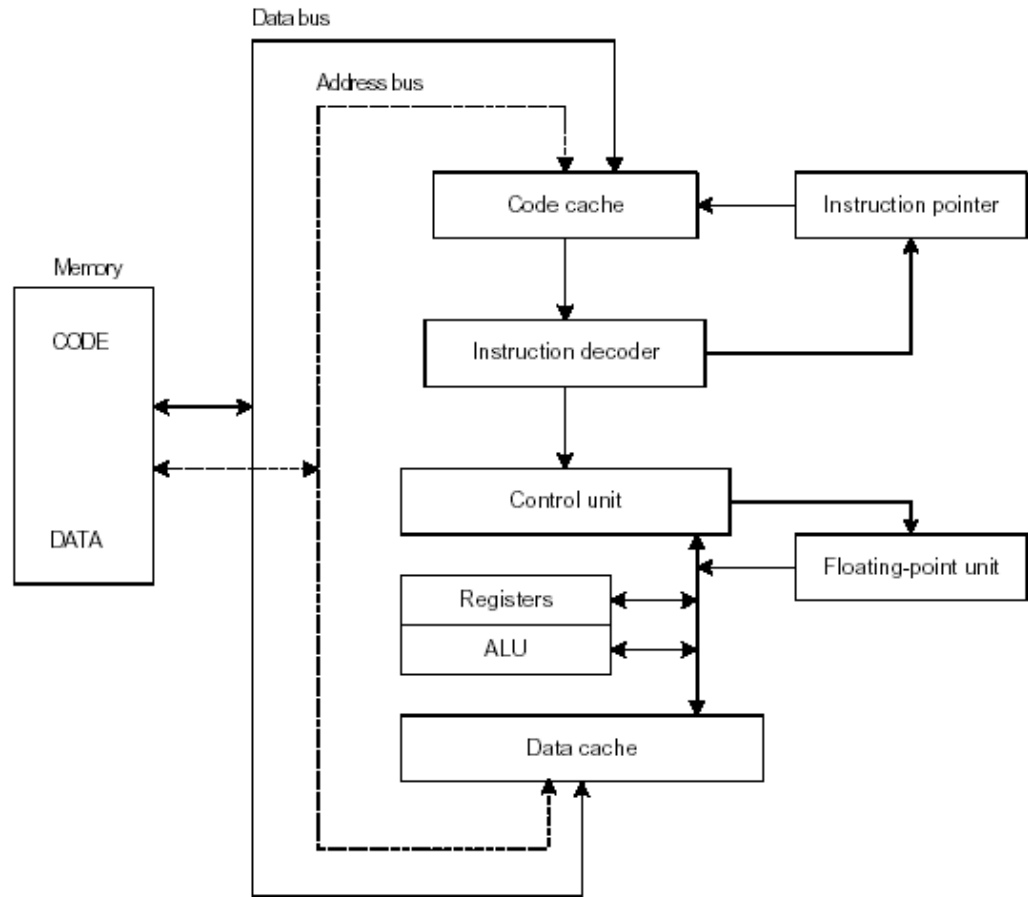 Data bus
Address bus
Code cache
Instruction pointer
Memory
CODE
Instruction decoder
Control unit
DATA
Floating-point unit
Registers
ALU
Data cache